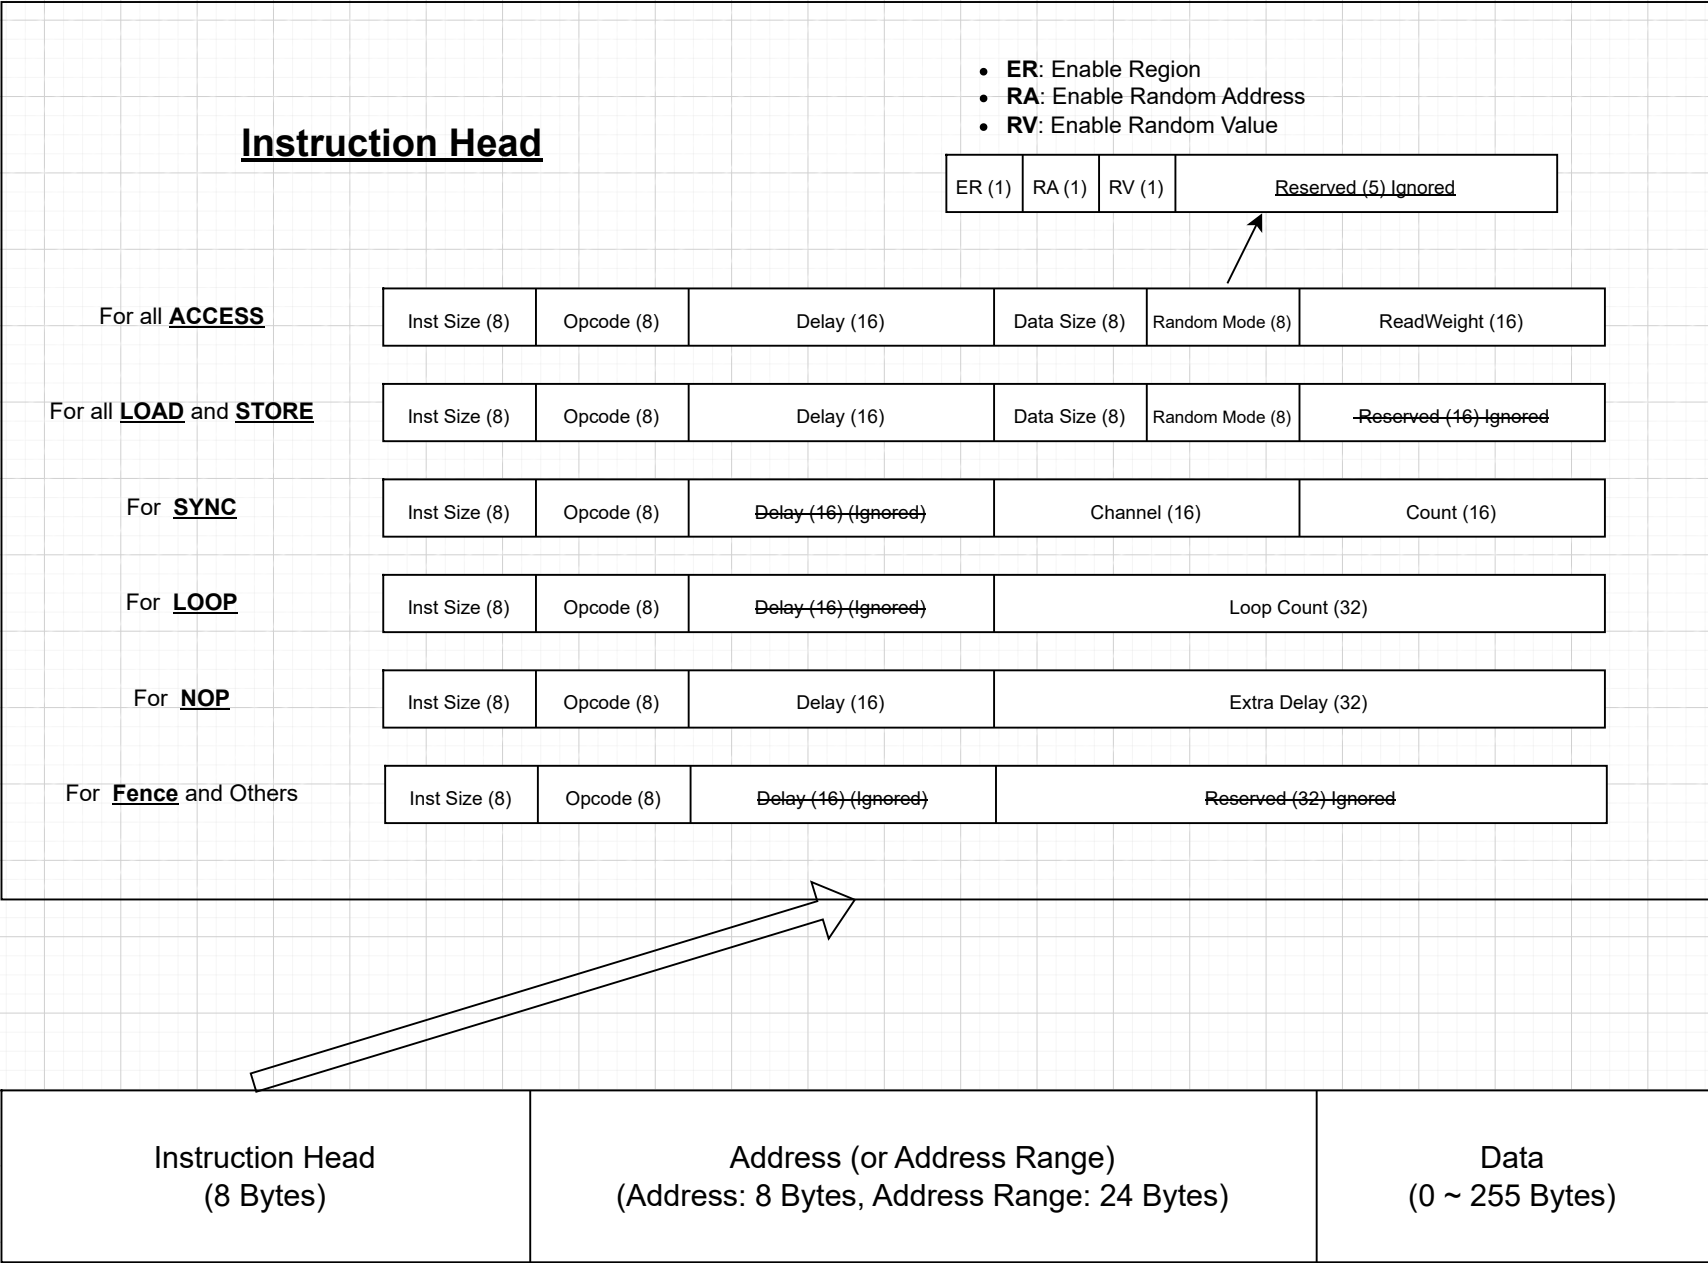 • ER: Enable Region
• RA: Enable Random Address
• RV: Enable Random Value
Instruction Head
ER (1) RA (1) RV (1) Reserved (5) Ignored
For all ACCESS Inst Size (8) Opcode (8) Delay (16) Data Size (8) Random Mode (8) ReadWeight (16)
For all LOAD and STORE Inst Size (8) Opcode (8) Delay (16) Data Size (8) Random Mode (8) Reserved (16) Ignored
For SYNC Inst Size (8) Opcode (8) Delay (16) (Ignored) Channel (16) Count (16)
For LOOP Inst Size (8) Opcode (8) Delay (16) (Ignored) Loop Count (32)
For NOP Inst Size (8) Opcode (8) Delay (16) Extra Delay (32)
For Fence and Others Inst Size (8) Opcode (8) Delay (16) (Ignored) Reserved (32) Ignored
Instruction Head
(8 Bytes)
Address (or Address Range)
(Address: 8 Bytes, Address Range: 24 Bytes)
Data
(0 ~ 255 Bytes)